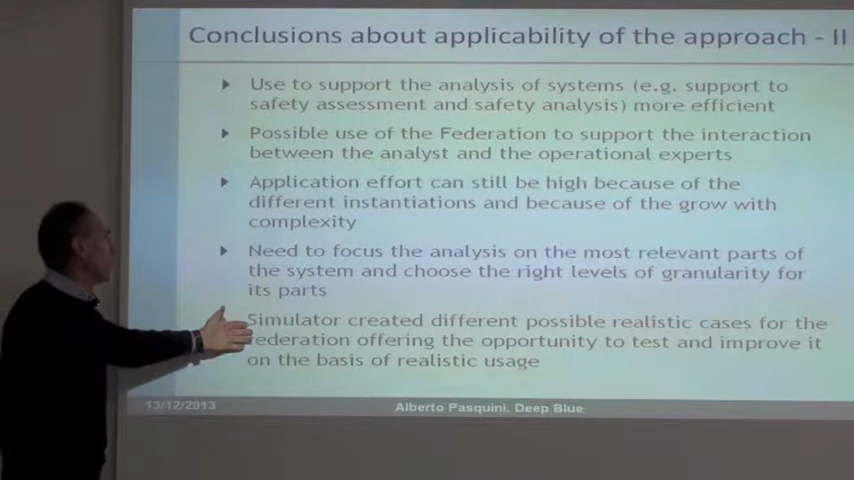 Conclusions about applicability of the approach - II
Use to support the analysis of systems (e.g. support to
safety assessment and safety analysis) more efficient
Possible use of the Federation to support the interaction
between the analyst and the operational experts
Application effort can still be high because of the
different instantiations and because of the grow with
complexity
Need to focus the analysis on the most relevant parts of
the system and choose the right levels of granularity for
its parts
Simulator created different possible realistic cases for the
federation offering the opportunity to test and improve it
on the basis of realistic usage
13/12/2013
Alberto Pasquini, Deep Blue